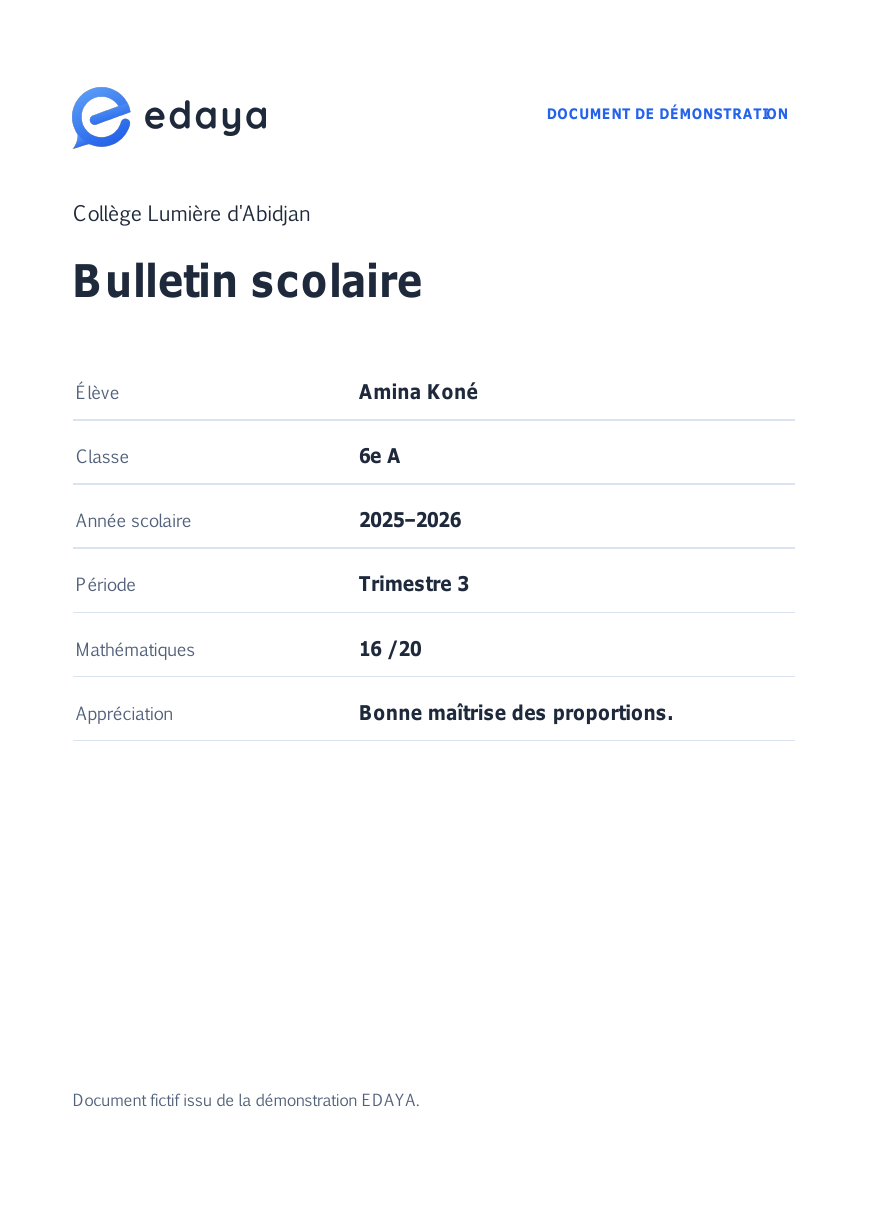 edaya
DOCUMENT DE DÉMONSTRATION
Collège Lumière d'Abidjan
Bulletin scolaire
Élève Amina Koné
Classe 6e A
Année scolaire 2025–2026
Période Trimestre 3
Mathématiques 16 /20
Appréciation Bonne maîtrise des proportions.
Document fictif issu de la démonstration EDAYA.